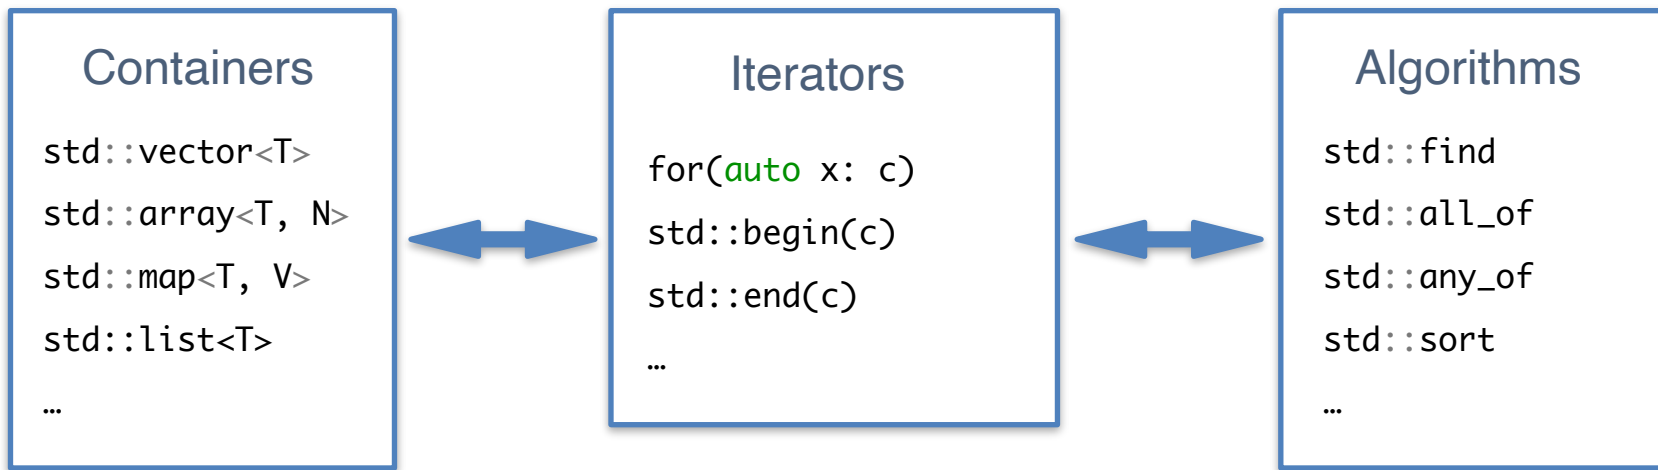 Containers
std::vector<T>
std::array<T, N>
std::map<T, V>
std::list<T>
…
Iterators
for(auto x: c)
std::begin(c)
std::end(c)
…
Algorithms
std::find
std::all_of
std::any_of
std::sort
…